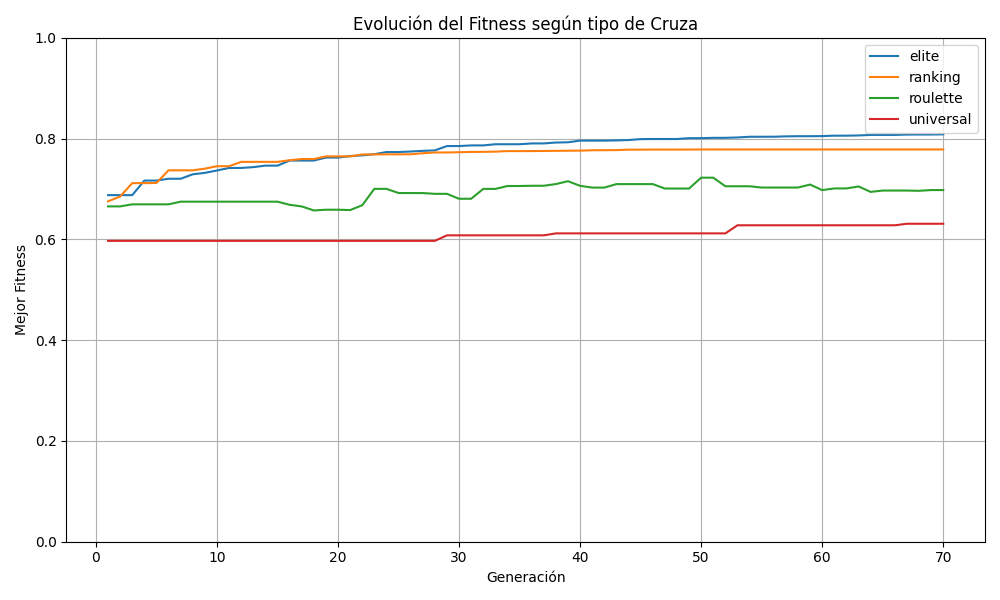 Evolución del Fitness según tipo de Cruza
elite
ranking
roulette
universal
Mejor Fitness
1.0
0.8
0.6
0.4
0.2
0.0
0 10 20 30 40 50 60 70
Generación